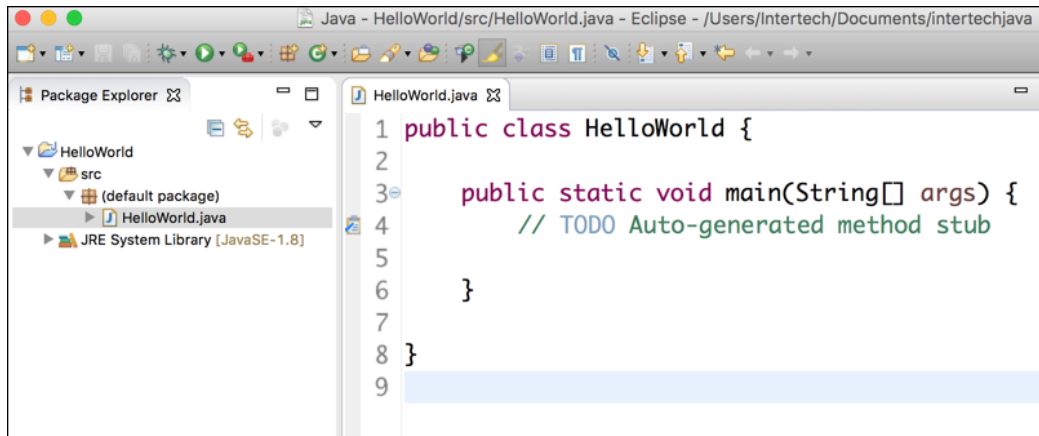 Java - HelloWorld/src/HelloWorld.java - Eclipse - /Users/Intertech/Documents/intertechjava
Package Explorer
HelloWorld
src
(default package)
HelloWorld.java
JRE System Library [JavaSE-1.8]
HelloWorld.java
1 public class HelloWorld {
2
3     public static void main(String[] args) {
4         // TODO Auto-generated method stub
5
6     }
7
8 }
9